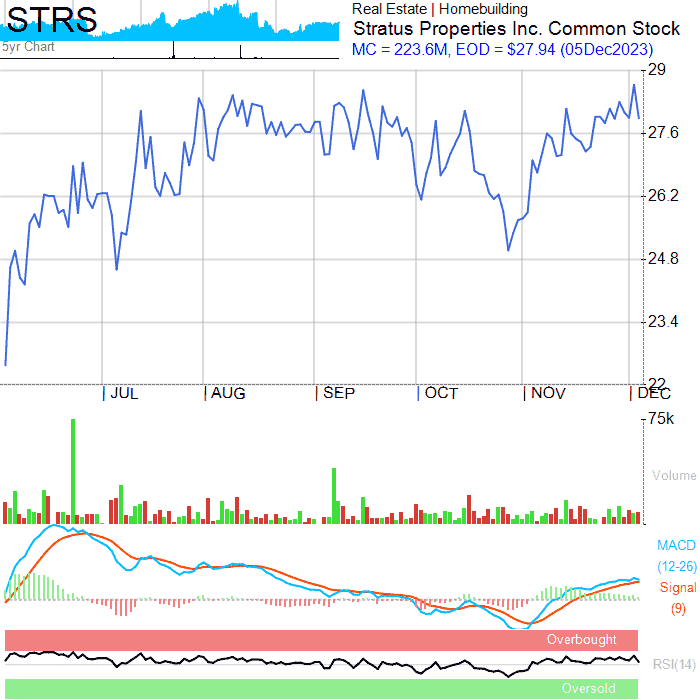 STRS
5yr Chart
Real Estate | Homebuilding
Stratus Properties Inc. Common Stock
MC = 223.6M, EOD = $27.94 (05Dec2023)
29
27.6
26.2
24.8
23.4
22
JUL AUG SEP OCT NOV DEC
75k
Volume
MACD
(12-26)
Signal
(9)
Overbought
RSI(14)
Oversold